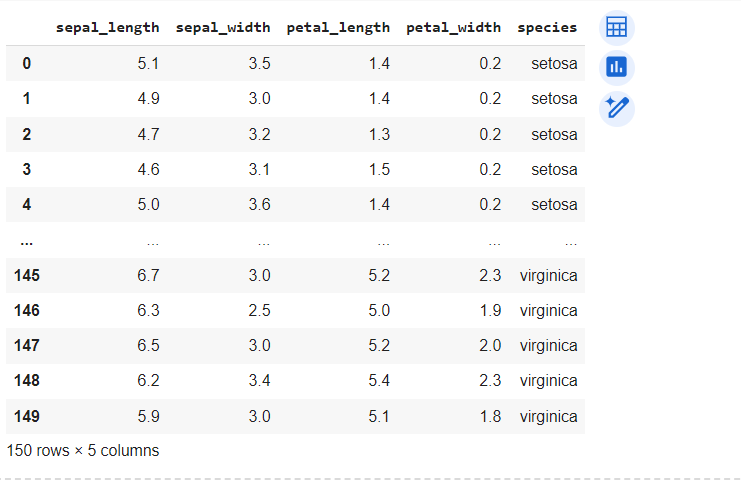 sepal_length sepal_width petal_length petal_width species
0 5.1 3.5 1.4 0.2 setosa
1 4.9 3.0 1.4 0.2 setosa
2 4.7 3.2 1.3 0.2 setosa
3 4.6 3.1 1.5 0.2 setosa
4 5.0 3.6 1.4 0.2 setosa
... ... ... ... ... ...
145 6.7 3.0 5.2 2.3 virginica
146 6.3 2.5 5.0 1.9 virginica
147 6.5 3.0 5.2 2.0 virginica
148 6.2 3.4 5.4 2.3 virginica
149 5.9 3.0 5.1 1.8 virginica
150 rows × 5 columns